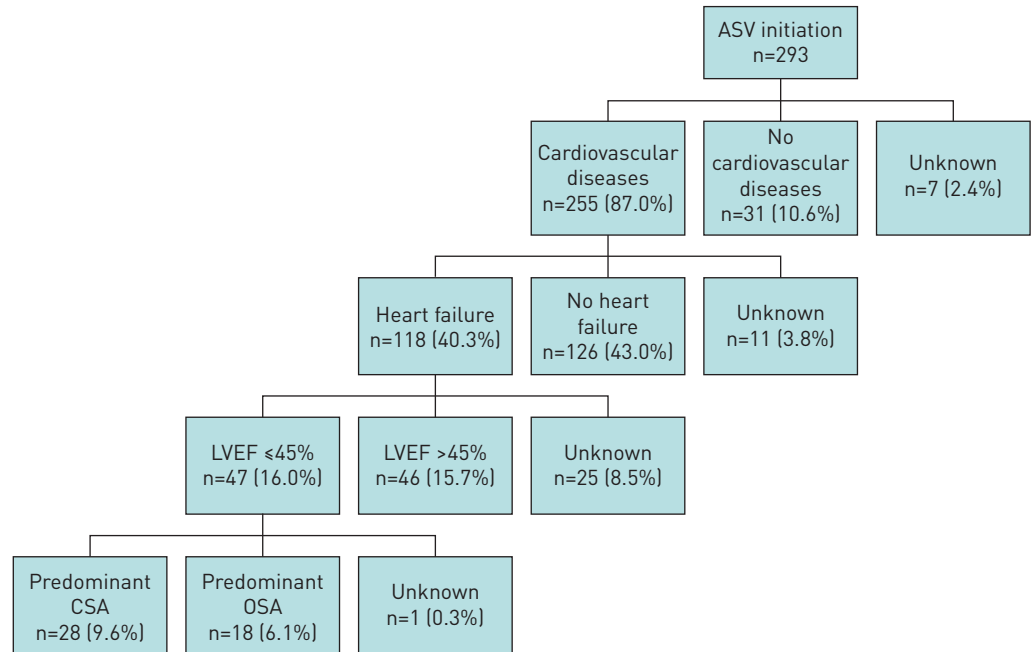 ASV initiation
n=293
Cardiovascular
diseases
n=255 (87.0%)
No
cardiovascular
diseases
n=31 (10.6%)
Unknown
n=7 (2.4%)
Heart failure
n=118 (40.3%)
No heart
failure
n=126 (43.0%)
Unknown
n=11 (3.8%)
LVEF ⩽45%
n=47 (16.0%)
LVEF >45%
n=46 (15.7%)
Unknown
n=25 (8.5%)
Predominant
CSA
n=28 (9.6%)
Predominant
OSA
n=18 (6.1%)
Unknown
n=1 (0.3%)